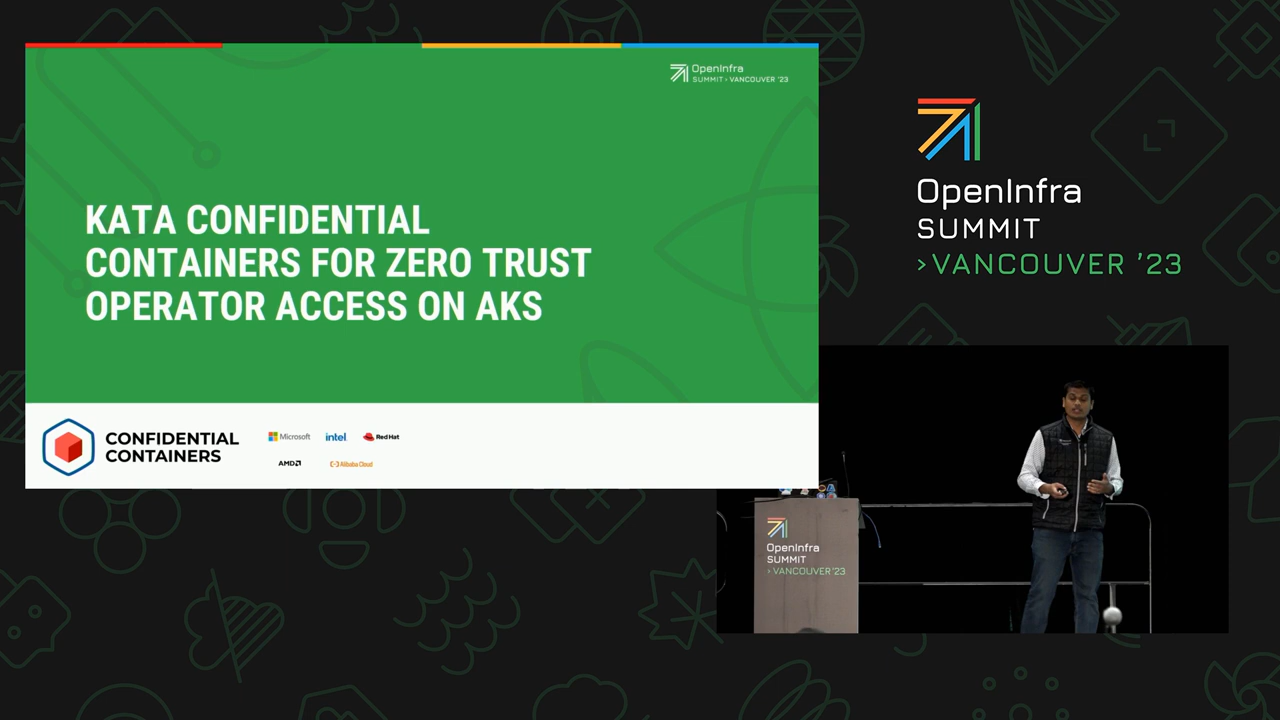 OpenInfra
SUMMIT › VANCOUVER '23
KATA CONFIDENTIAL
CONTAINERS FOR ZERO TRUST
OPERATOR ACCESS ON AKS
CONFIDENTIAL
CONTAINERS
Microsoft
intel
Red Hat
AMD
Alibaba Cloud
OpenInfra
SUMMIT
>VANCOUVER '23
OpenInfra
SUMMIT
> VANCOUVER '23